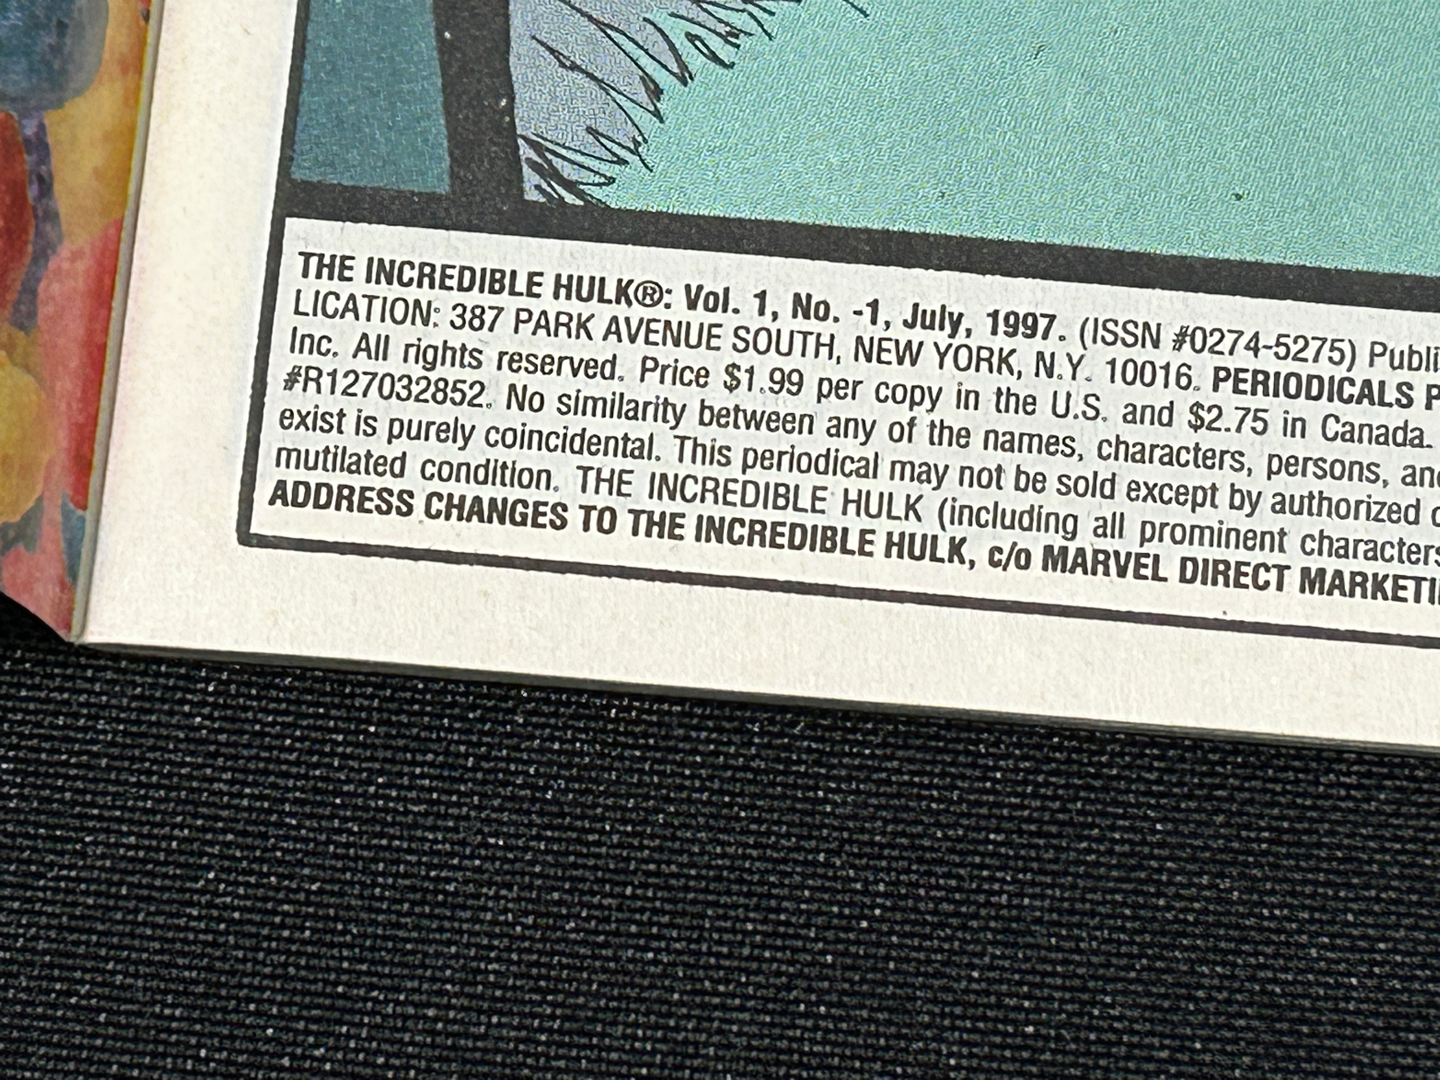 THE INCREDIBLE HULK®: Vol. 1, No. -1, July, 1997. (ISSN #0274-5275) Publi
LICATION: 387 PARK AVENUE SOUTH, NEW YORK, N.Y. 10016. PERIODICALS P
Inc. All rights reserved. Price $1.99 per copy in the U.S. and $2.75 in Canada.
#R127032852. No similarity between any of the names, characters, persons, and
exist is purely coincidental. This periodical may not be sold except by authorized
mutilated condition. THE INCREDIBLE HULK (including all prominent characters
ADDRESS CHANGES TO THE INCREDIBLE HULK, c/o MARVEL DIRECT MARKETI